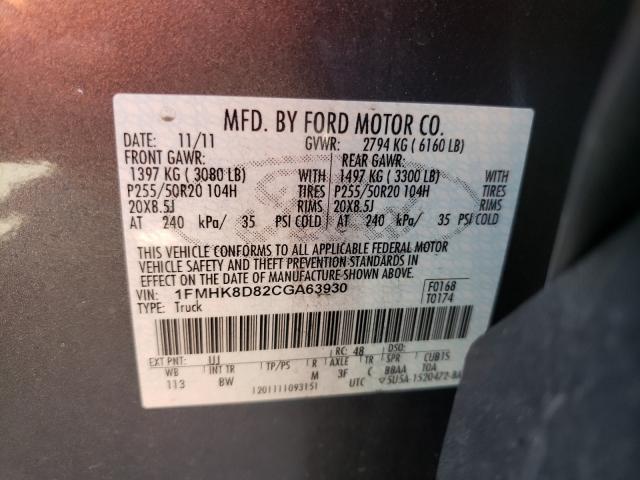 MFD. BY FORD MOTOR CO.
DATE: 11/11 GVWR: 2794 KG ( 6160 LB)
FRONT GAWR: REAR GAWR:
1397 KG ( 3080 LB) WITH 1497 KG ( 3300 LB) WITH
P255/50R20 104H TIRES P255/50R20 104H TIRES
20X8.5J RIMS 20X8.5J RIMS
AT 240 kPa/ 35 PSI COLD AT 240 kPa/ 35 PSI COLD
THIS VEHICLE CONFORMS TO ALL APPLICABLE FEDERAL MOTOR
VEHICLE SAFETY AND THEFT PREVENTION STANDARDS IN
EFFECT ON THE DATE OF MANUFACTURE SHOWN ABOVE.
VIN: 1FMHK8D82CGA63930 F0168
TYPE: Truck T0174
EXT PNT: UJ RC: 48 DSO:
WB INT TR TP/PS R AXLE TR SPR CUB1S
113 BW M 3F C BBAA T0A
1201111093151 UTC 5U5A-1520472-BA